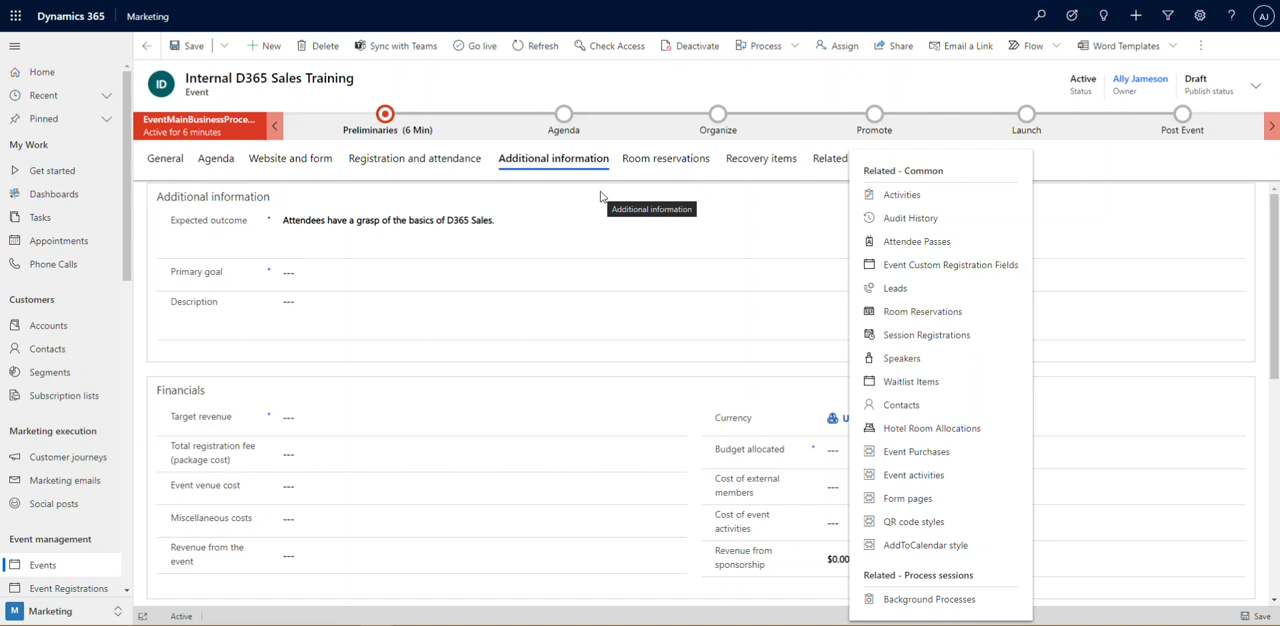 Dynamics 365 Marketing AJ
Save New Delete Sync with Teams Go live Refresh Check Access Deactivate Process Assign Share Email a Link Flow Word Templates
Home
Recent
Pinned
My Work
Get started
Dashboards
Tasks
Appointments
Phone Calls
Customers
Accounts
Contacts
Segments
Subscription lists
Marketing execution
Customer journeys
Marketing emails
Social posts
Event management
Events
Event Registrations
M Marketing
ID Internal D365 Sales Training
Event
Active
Status
Ally Jameson
Owner
Draft
Publish status
EventMainBusinessProce...
Active for 6 minutes
Preliminaries (6 Min) Agenda Organize Promote Launch Post Event
General Agenda Website and form Registration and attendance Additional information Room reservations Recovery items Related
Additional information
Additional information
Expected outcome * Attendees have a grasp of the basics of D365 Sales.
Primary goal * ---
Description ---
Financials
Target revenue * ---
Total registration fee
(package cost) ---
Event venue cost ---
Miscellaneous costs ---
Revenue from the
event ---
Currency U
Budget allocated * ---
Cost of external
members ---
Cost of event
activities ---
Revenue from
sponsorship $0.00
Related - Common
Activities
Audit History
Attendee Passes
Event Custom Registration Fields
Leads
Room Reservations
Session Registrations
Speakers
Waitlist Items
Contacts
Hotel Room Allocations
Event Purchases
Event activities
Form pages
QR code styles
AddToCalendar style
Related - Process sessions
Background Processes
Active Save